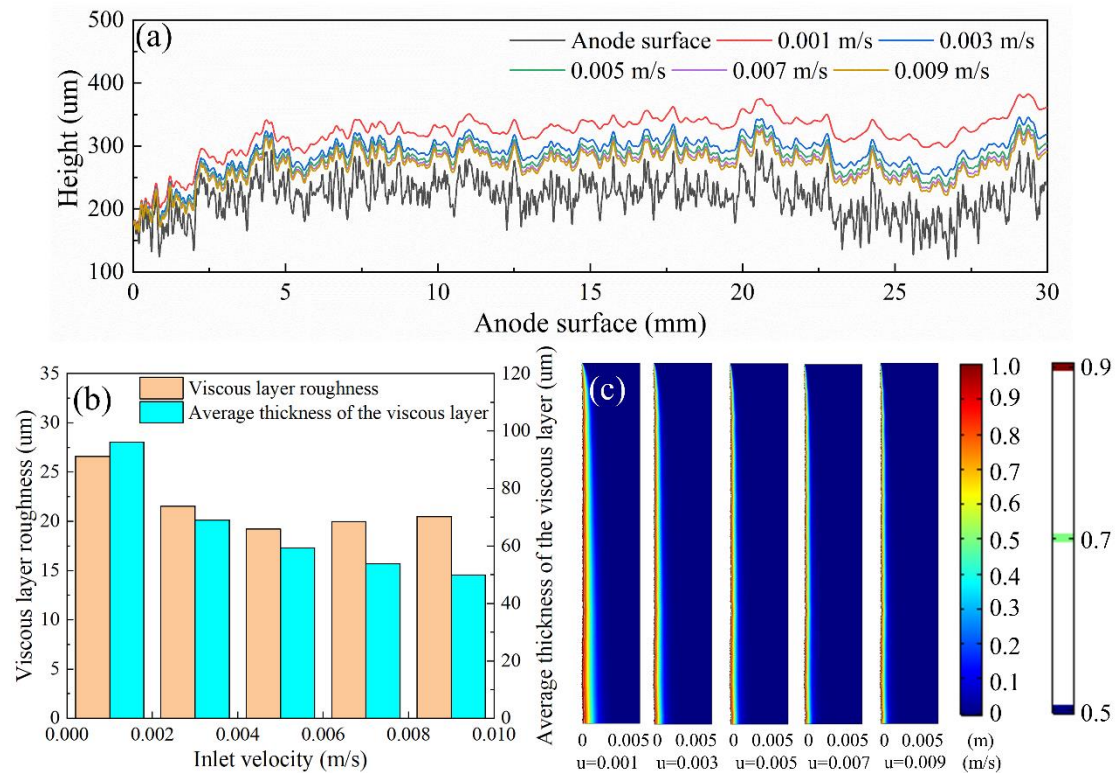 (a)
Anode surface 0.001 m/s 0.003 m/s
0.005 m/s 0.007 m/s 0.009 m/s
500
400
300
200
100
Height (um)
0 5 10 15 20 25 30
Anode surface (mm)
(b)
Viscous layer roughness
Average thickness of the viscous layer
35
30
25
20
15
10
5
0
Viscous layer roughness (um)
120
100
80
60
40
20
0
Average thickness of the viscous layer (um)
0.000 0.002 0.004 0.006 0.008 0.010
Inlet velocity (m/s)
(c)
1.0
0.9
0.8
0.7
0.6
0.5
0.4
0.3
0.2
0.1
0
0.9
0.7
0.5
0 0.005 0 0.005 0 0.005 0 0.005 0 0.005 (m)
u=0.001 u=0.003 u=0.005 u=0.007 u=0.009 (m/s)